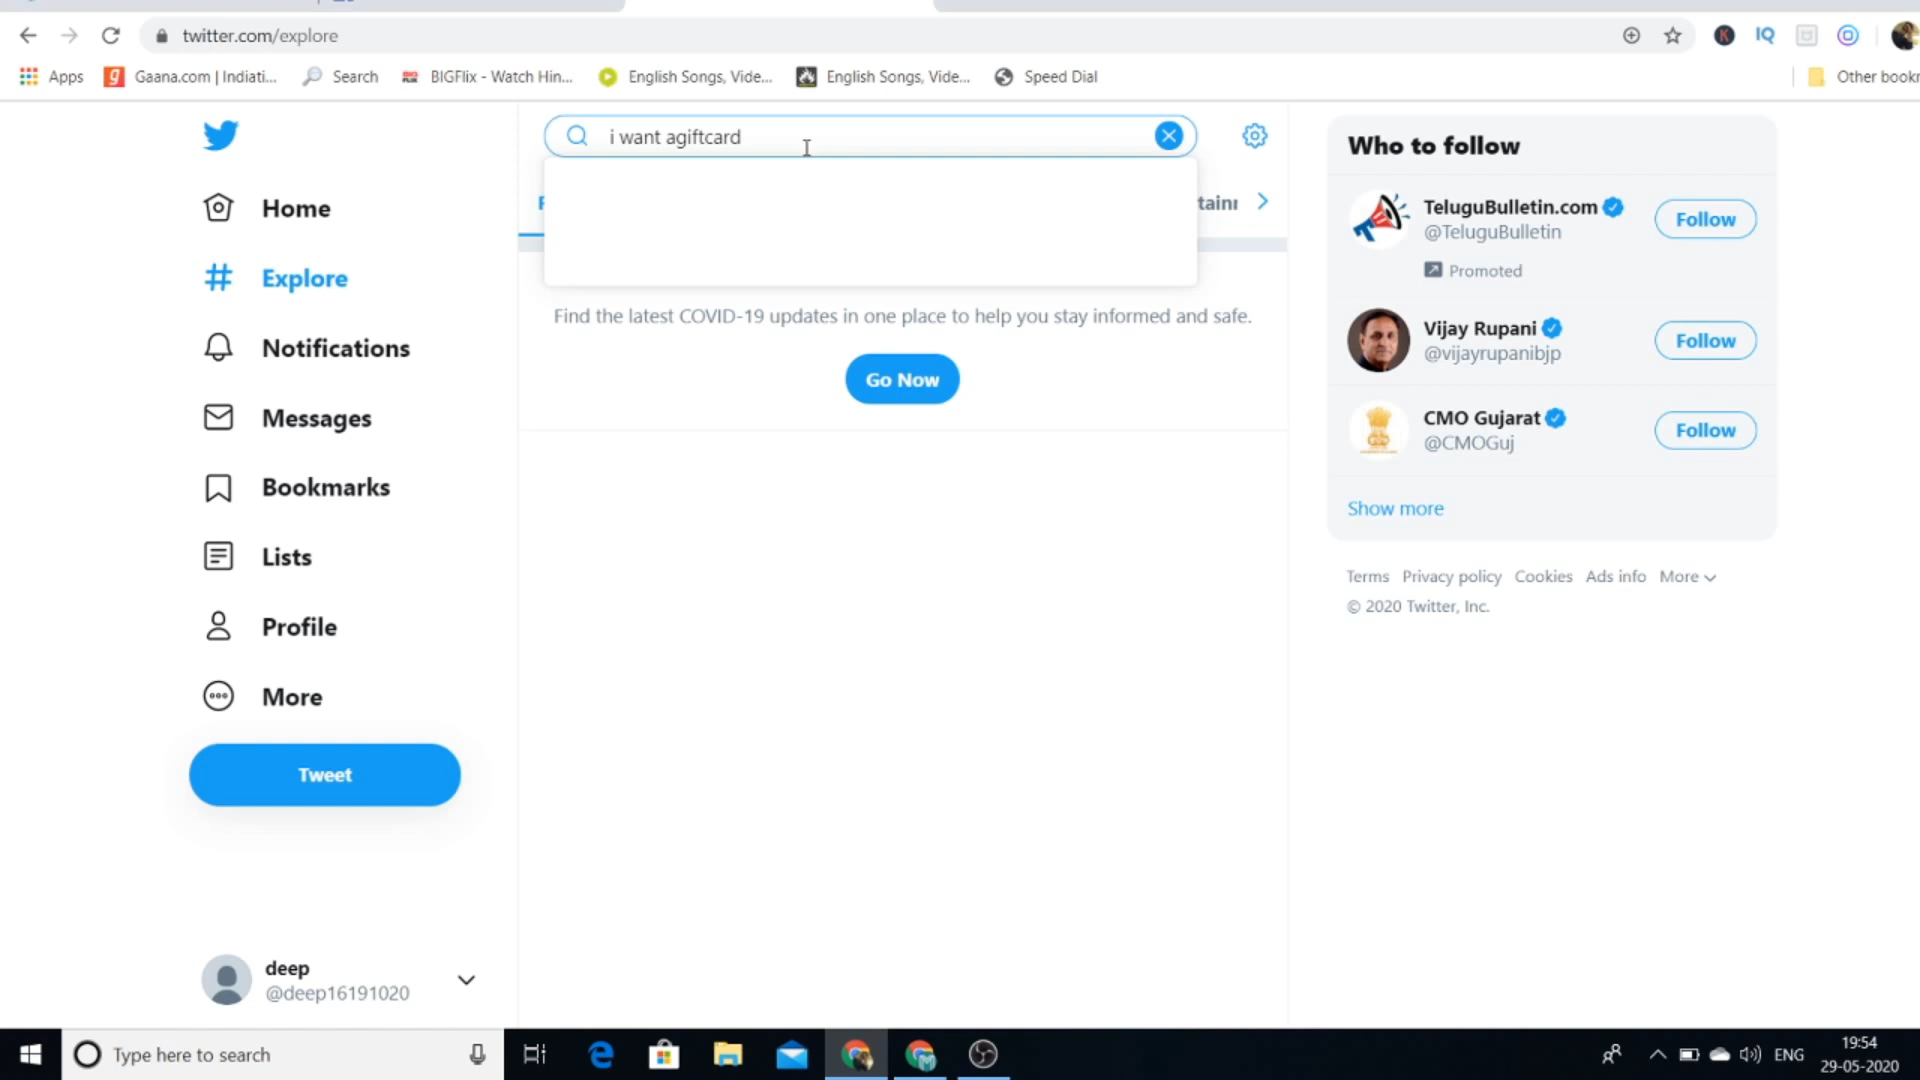 twitter.com/explore
Apps
Gaana.com | Indiati...
Search
BIGFlix - Watch Hin...
English Songs, Vide...
English Songs, Vide...
Speed Dial
Other bookr
IQ
i want agiftcard
tainı
Home
Explore
Notifications
Messages
Bookmarks
Lists
Profile
More
Tweet
deep
@deep16191020
Find the latest COVID-19 updates in one place to help you stay informed and safe.
Go Now
Who to follow
TeluguBulletin.com
@TeluguBulletin
Promoted
Follow
Vijay Rupani
@vijayrupanibjp
Follow
CMO Gujarat
@CMOGuj
Follow
Show more
Terms Privacy policy Cookies Ads info More
© 2020 Twitter, Inc.
Type here to search
ENG
19:54
29-05-2020